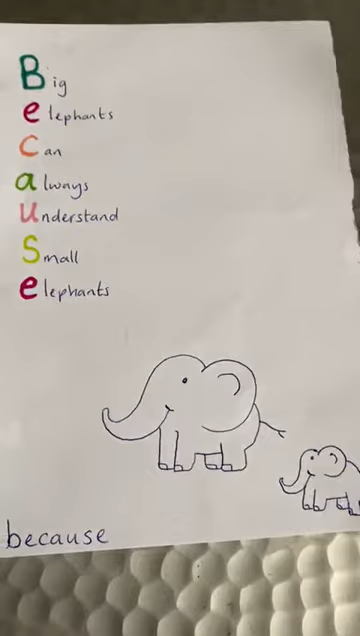 Big
elephants
Can
always
understand
Small
elephants
because